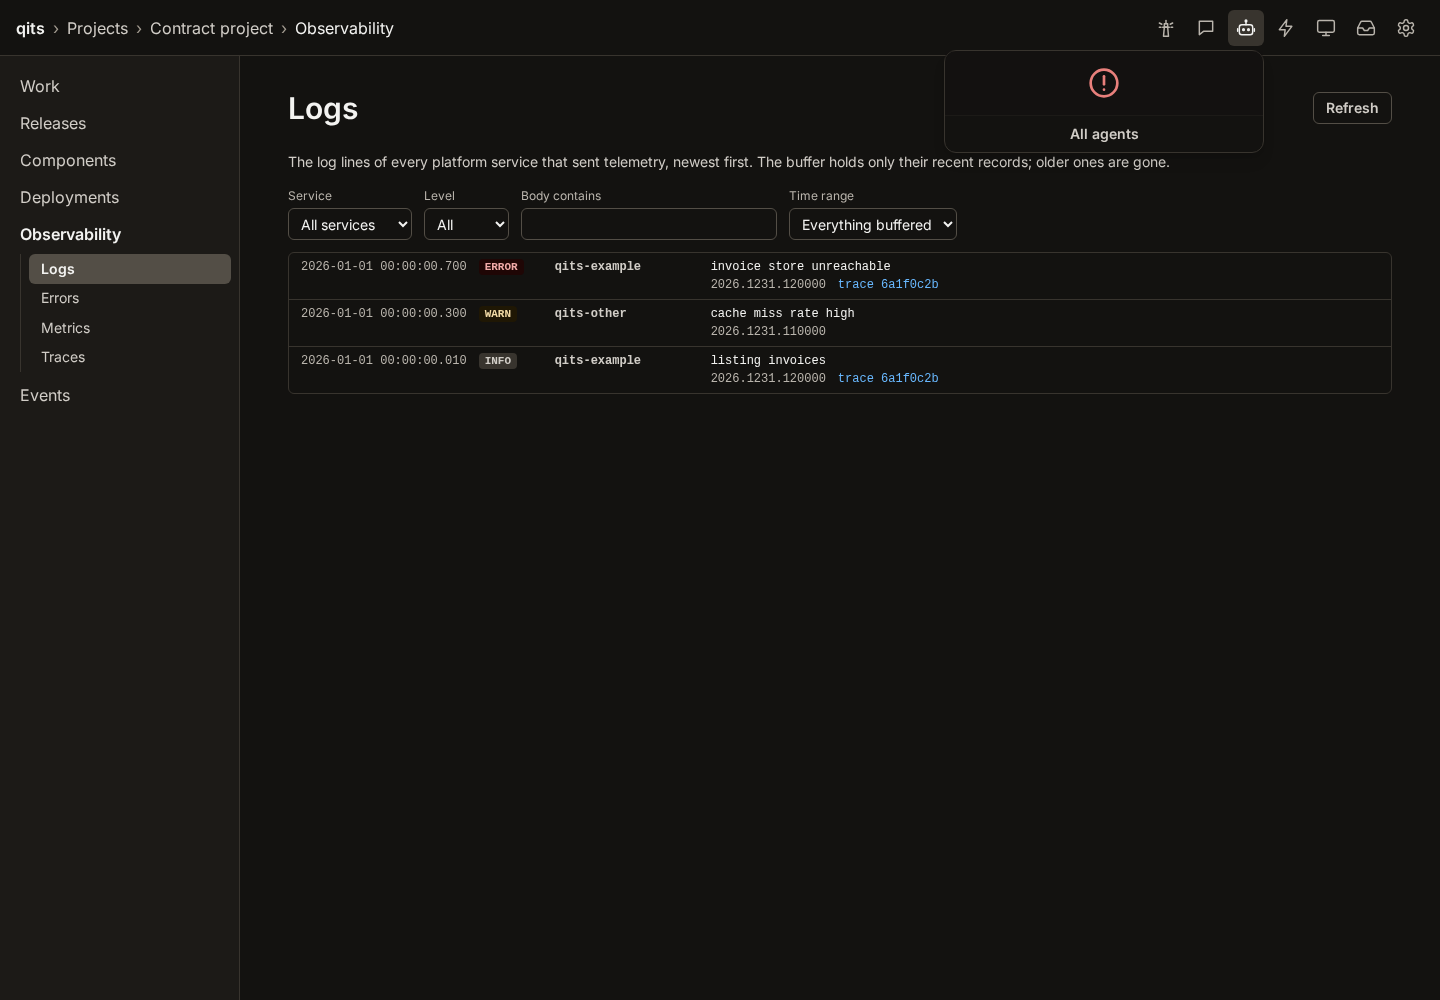 qits › Projects › Contract project › Observability
All agents
Work
Releases
Components
Deployments
Observability
Logs
Errors
Metrics
Traces
Events
Logs
Refresh
The log lines of every platform service that sent telemetry, newest first. The buffer holds only their recent records; older ones are gone.
Service Level Body contains Time range
All services All Everything buffered
2026-01-01 00:00:00.700 ERROR qits-example invoice store unreachable
2026.1231.120000 trace 6a1f0c2b
2026-01-01 00:00:00.300 WARN qits-other cache miss rate high
2026.1231.110000
2026-01-01 00:00:00.010 INFO qits-example listing invoices
2026.1231.120000 trace 6a1f0c2b